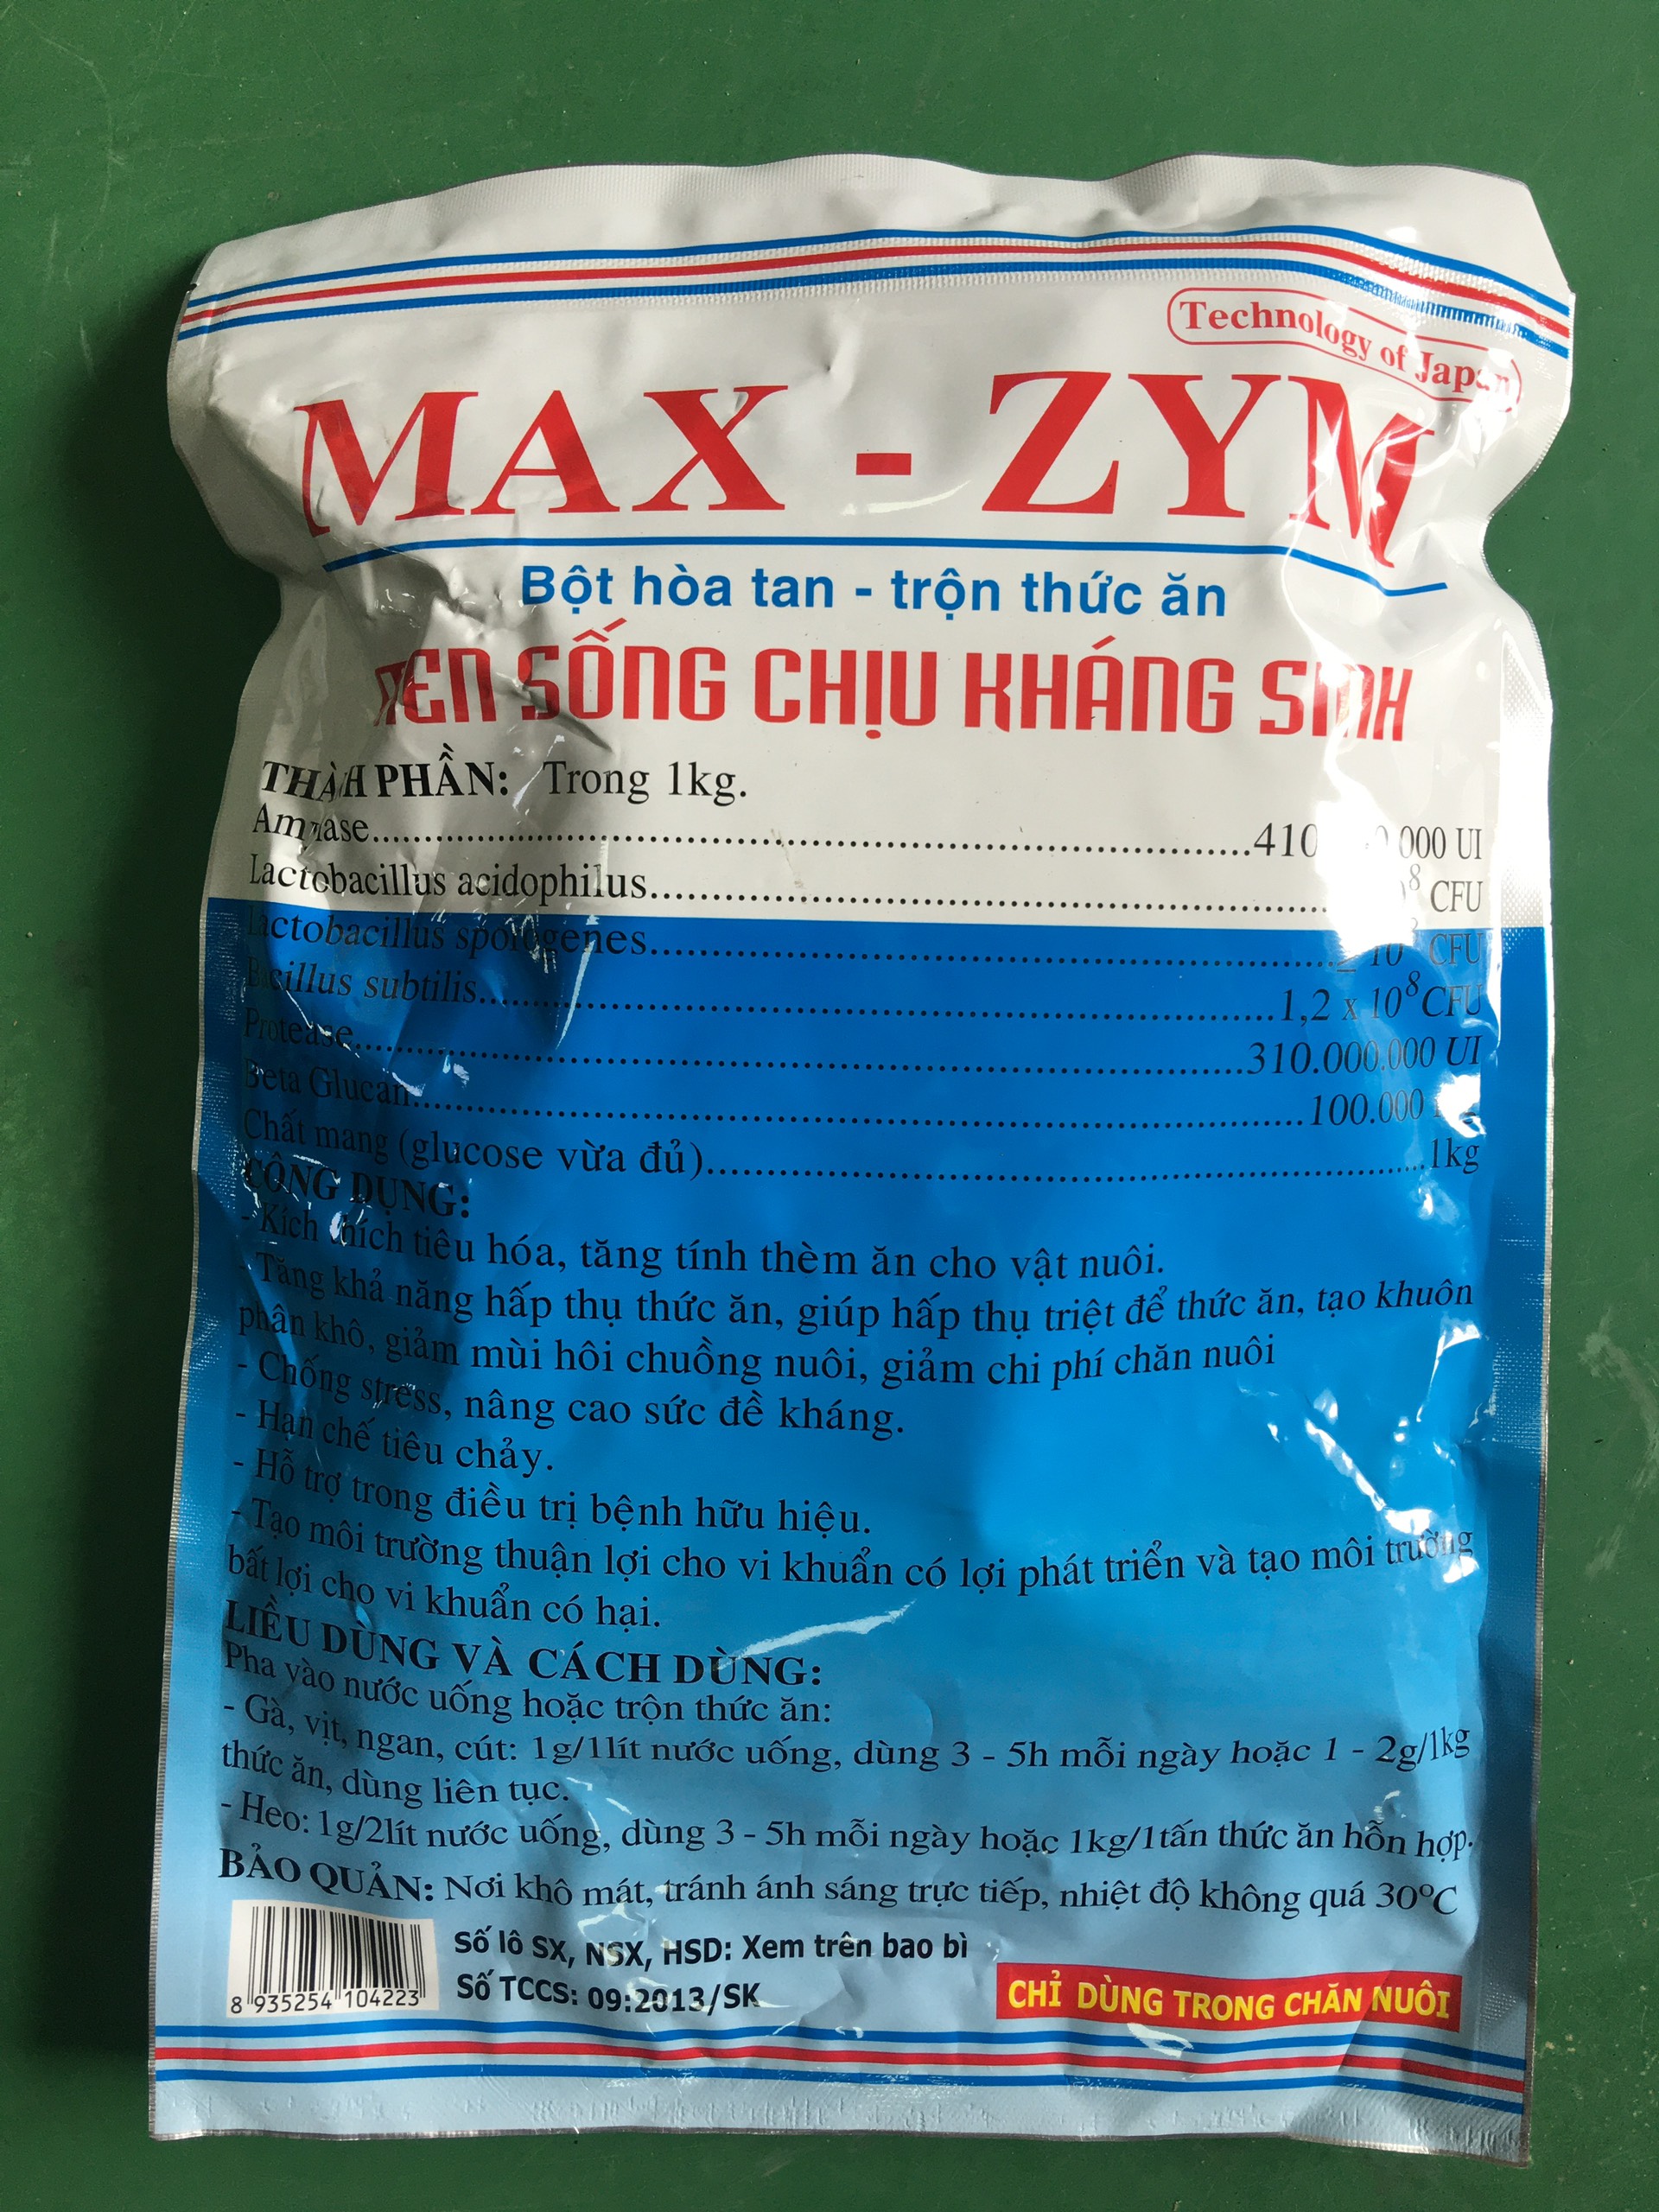 Technology of Japan
MAX - ZYM
Bột hòa tan - trộn thức ăn
MEN SỐNG CHỊU KHÁNG SINH
THÀNH PHẦN: Trong 1kg.
Amylase
Lactobacillus acidophilus CFU
Lactobacillus sporogenes CFU
Bacillus subtilis 1,2 x 10⁸ CFU
Protease 310.000.000 UI
Beta Glucan 100.000
Chất mang (glucose vừa đủ) 1kg
CÔNG DỤNG:
- Kích thích tiêu hóa, tăng tính thèm ăn cho vật nuôi.
- Tăng khả năng hấp thụ thức ăn, giúp hấp thụ triệt để thức ăn, tạo khuôn
phân khô, giảm mùi hôi chuồng nuôi, giảm chi phí chăn nuôi
- Chống stress, nâng cao sức đề kháng.
- Hạn chế tiêu chảy.
- Hỗ trợ trong điều trị bệnh hữu hiệu.
- Tạo môi trường thuận lợi cho vi khuẩn có lợi phát triển và tạo môi trường
bất lợi cho vi khuẩn có hại.
LIỀU DÙNG VÀ CÁCH DÙNG:
Pha vào nước uống hoặc trộn thức ăn:
- Gà, vịt, ngan, cút: 1g/1lít nước uống, dùng 3 - 5h mỗi ngày hoặc 1 - 2g/1kg
thức ăn, dùng liên tục.
- Heo: 1g/2lít nước uống, dùng 3 - 5h mỗi ngày hoặc 1kg/1tấn thức ăn hỗn hợp.
BẢO QUẢN: Nơi khô mát, tránh ánh sáng trực tiếp, nhiệt độ không quá 30°C
Số lô SX, NSX, HSD: Xem trên bao bì
Số TCCS: 09:2013/SK
8 935254 104223
CHỈ DÙNG TRONG CHĂN NUÔI